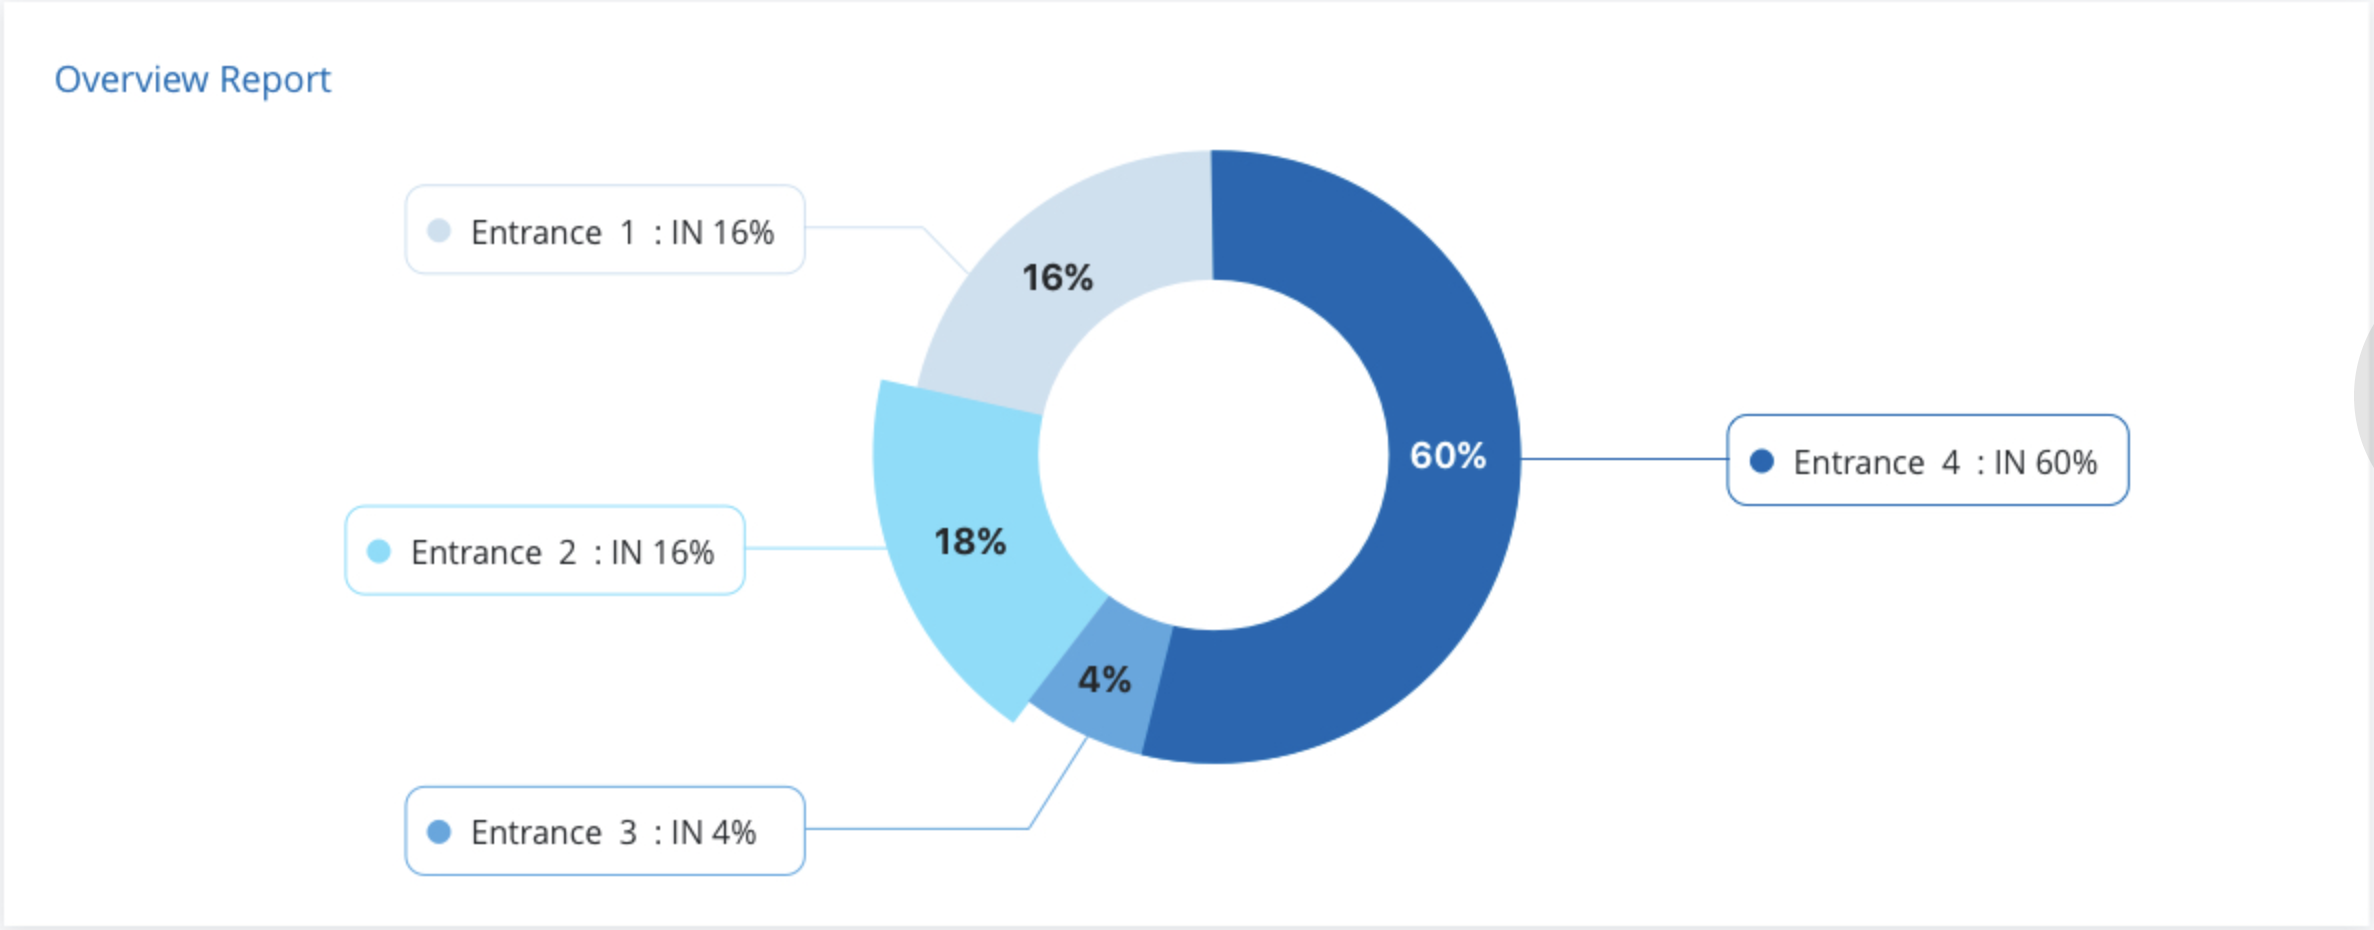 Overview Report
Entrance 1 : IN 16%
16%
60%
Entrance 4 : IN 60%
18%
Entrance 2 : IN 16%
4%
Entrance 3 : IN 4%